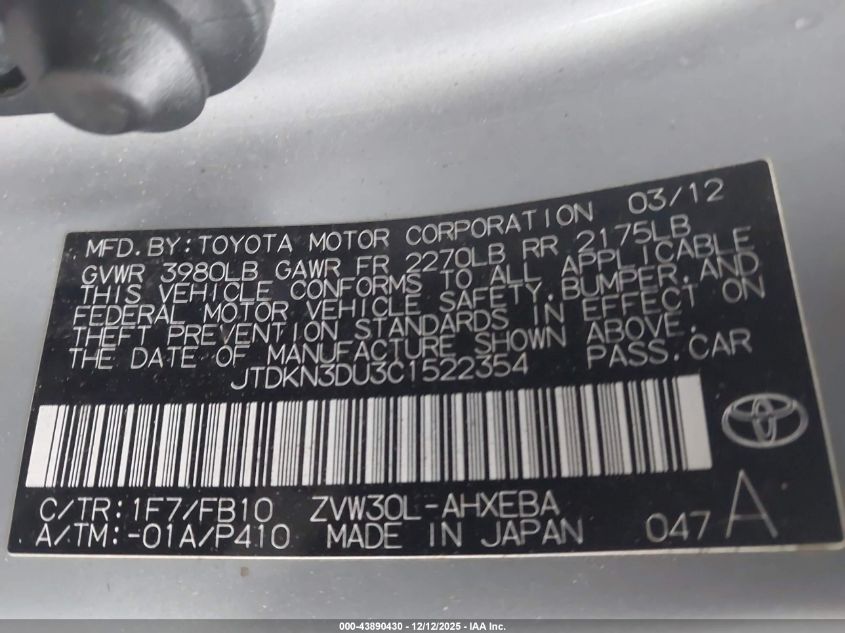 MFD.BY:TOYOTA MOTOR CORPORATION 03/12
GVWR 3980LB GAWR FR 2270LB RR 2175LB
THIS VEHICLE CONFORMS TO ALL APPLICABLE
FEDERAL MOTOR VEHICLE SAFETY,BUMPER,AND
THEFT PREVENTION STANDARDS IN EFFECT ON
THE DATE OF MANUFACTURE SHOWN ABOVE.
JTDKN3DU3C1522354 PASS.CAR
C/TR:1F7/FB10 ZVW30L-AHXEBA
A/TM:-01A/P410 MADE IN JAPAN 047 A
000-43890430 - 12/12/2025 - IAA Inc.